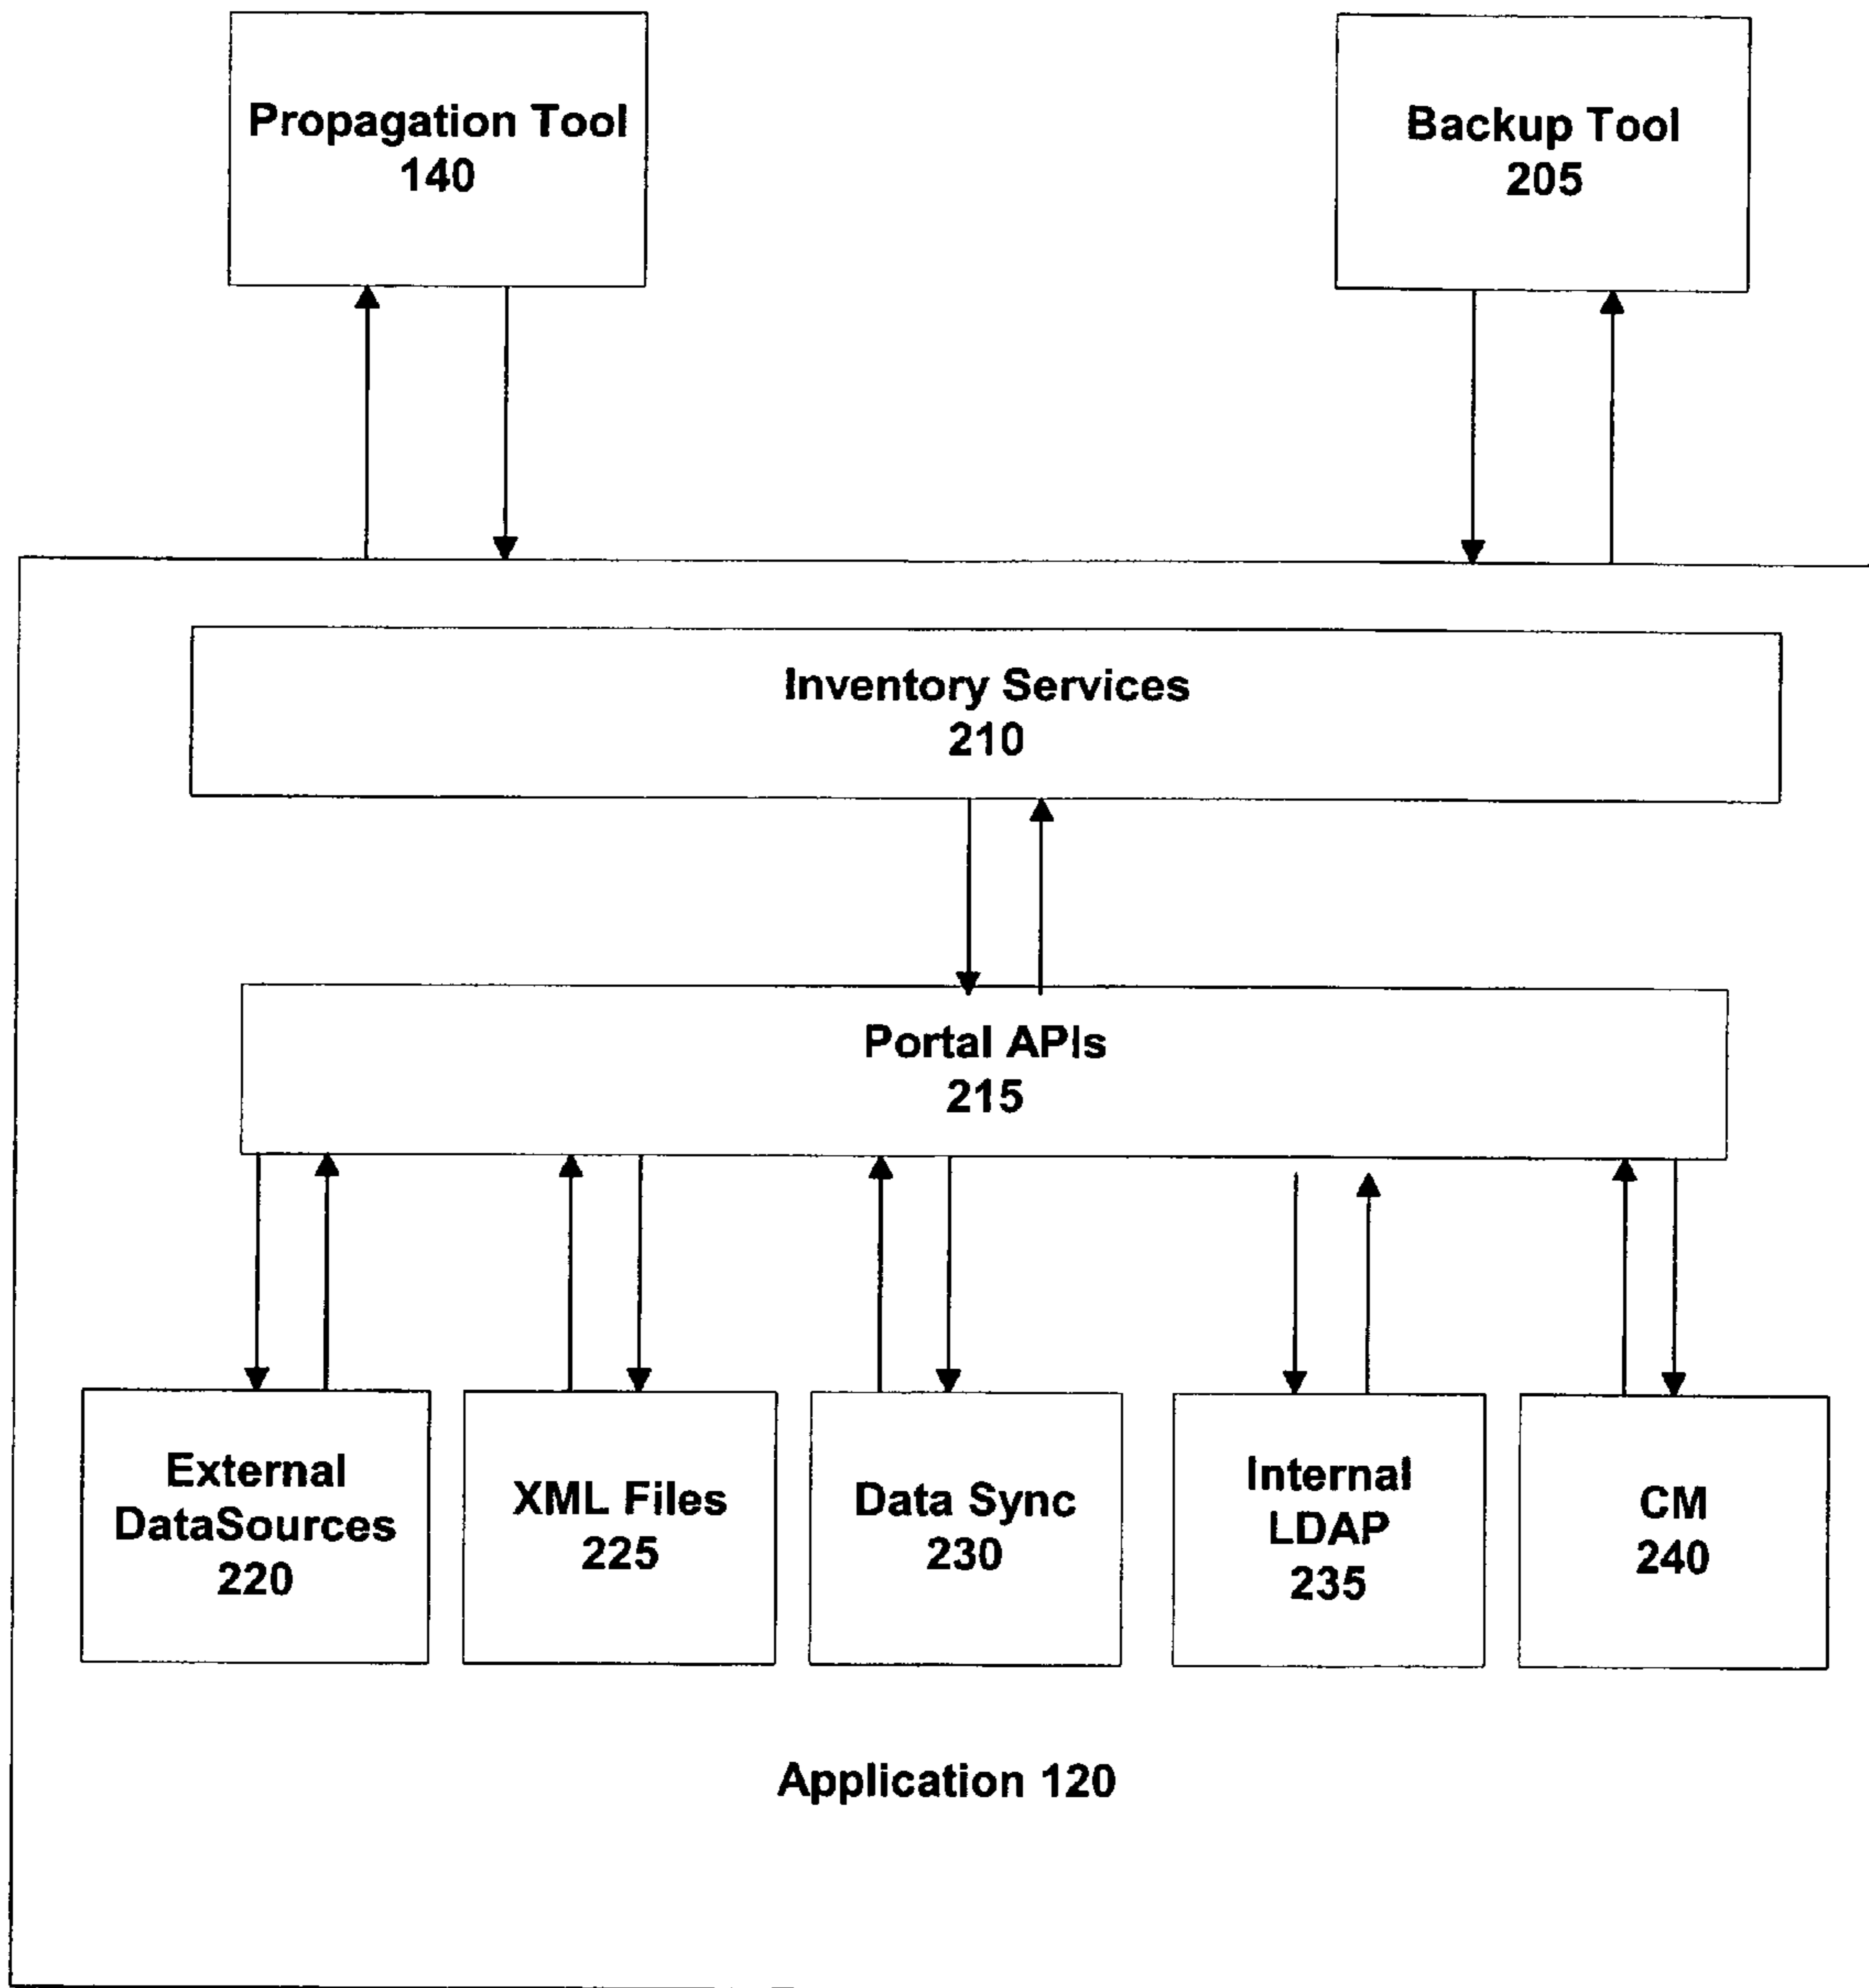 Propagation Tool
140
Backup Tool
205
Inventory Services
210
Portal APIs
215
External
DataSources
220
XML Files
225
Data Sync
230
Internal
LDAP
235
CM
240
Application 120